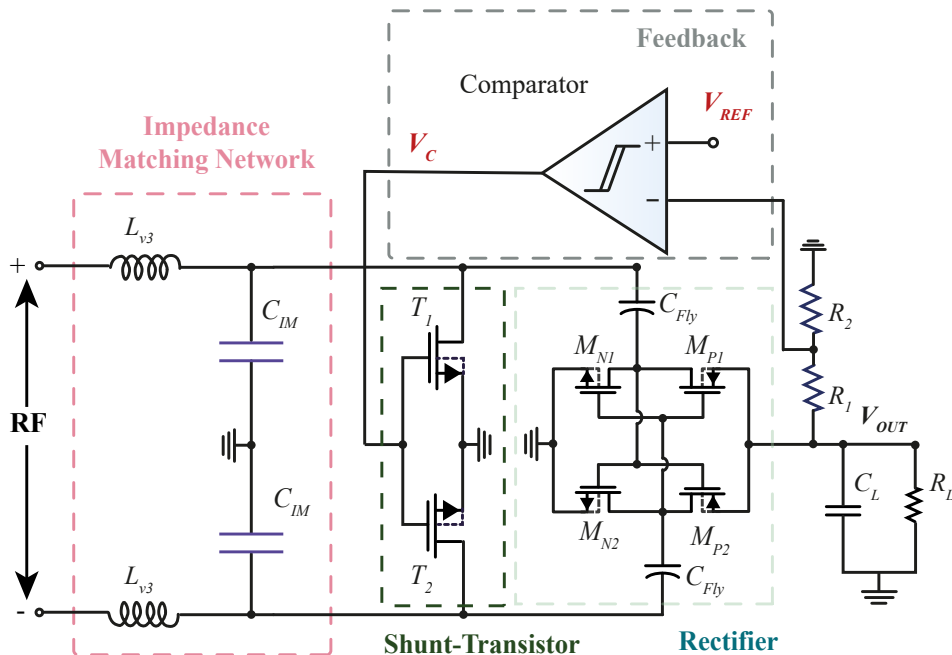 Feedback
Comparator
V_REF
V_C
+
−
Impedance
Matching Network
L_v3
+
C_IM
T_1
C_Fly
M_N1
M_P1
R_2
R_1
RF
V_OUT
C_IM
C_L
R_L
M_N2
M_P2
T_2
C_Fly
L_v3
-
Shunt-Transistor
Rectifier